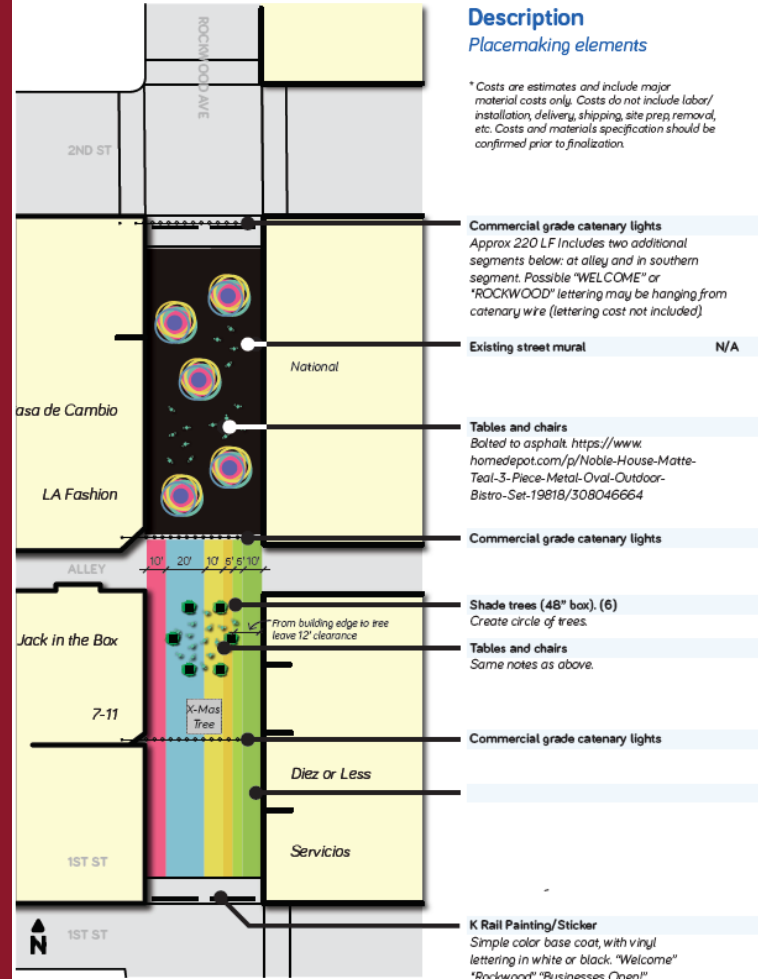 Description
Placemaking elements
* Costs are estimates and include major
material costs only. Costs do not include labor/
installation, delivery, shipping, site prep, removal,
etc. Costs and materials specification should be
confirmed prior to finalization.
ROCKWOOD AVE
2ND ST
Commercial grade catenary lights
Approx 220 LF Includes two additional
segments below: at alley and in southern
segment. Possible "WELCOME" or
"ROCKWOOD" lettering may be hanging from
catenary wire (lettering cost not included)
Existing street mural N/A
National
asa de Cambio
Tables and chairs
Bolted to asphalt. https://www.
homedepot.com/p/Noble-House-Matte-
Teal-3-Piece-Metal-Oval-Outdoor-
Bistro-Set-19818/308046664
LA Fashion
Commercial grade catenary lights
ALLEY
10' 20' 10' 5' 5' 10'
Shade trees (48" box). (6)
Create circle of trees.
From building edge to tree
leave 12' clearance
Jack in the Box
Tables and chairs
Same notes as above.
7-11
X-Mas
Tree
Commercial grade catenary lights
Diez or Less
Servicios
1ST ST
K Rail Painting/Sticker
Simple color base coat, with vinyl
lettering in white or black. "Welcome"
"Rockwood" "Businesses Open!"
N
1ST ST